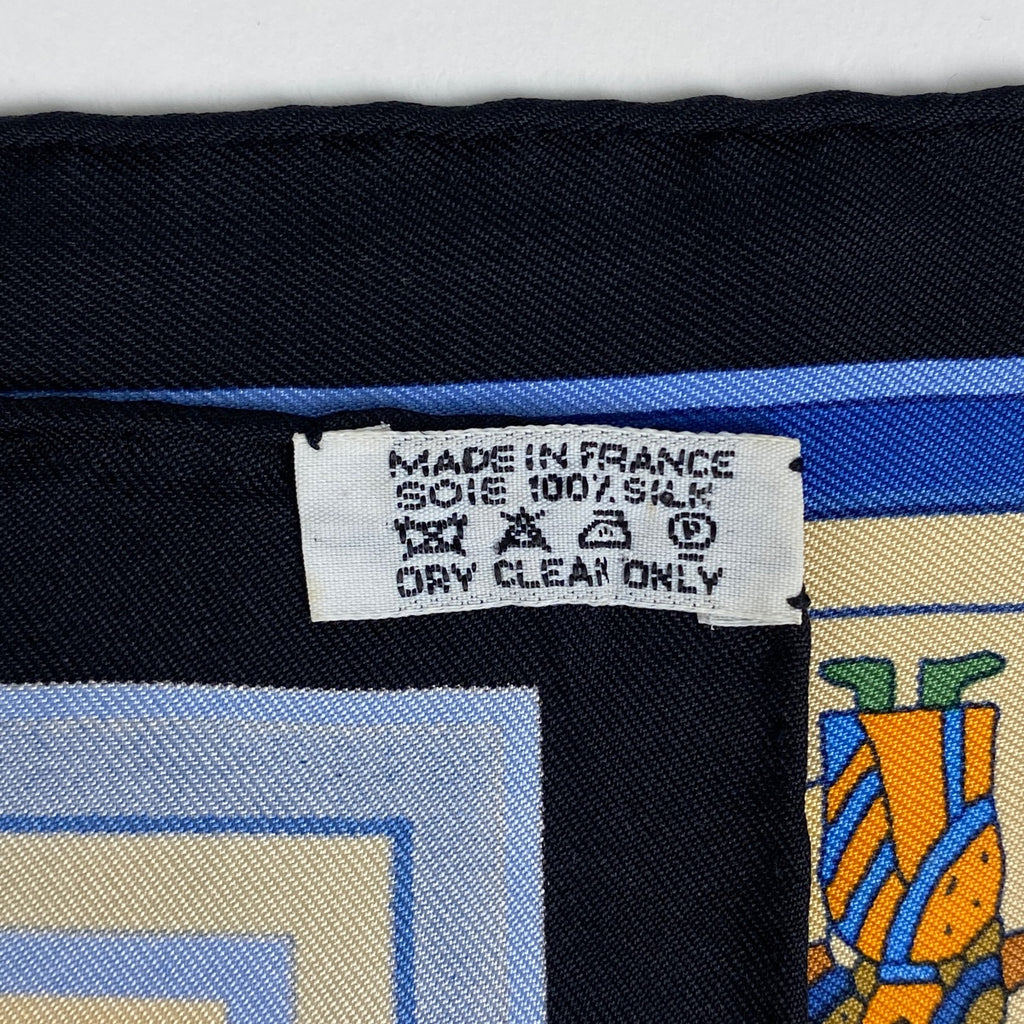 MADE IN FRANCE
SOIE 100% SILK
P
DRY CLEAN ONLY